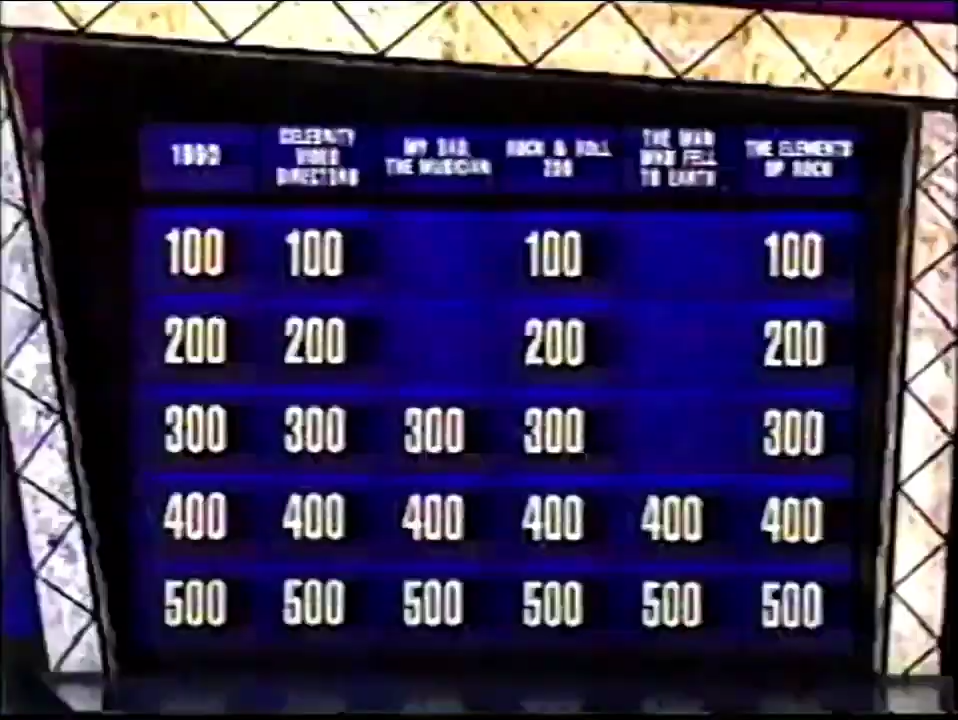 CELEBRITY
VIDEO
DIRECTORS
MY DAD,
THE MUSICIAN
ROCK & ROLL
THE MAN
WHO FELL
TO EARTH
THE ELEMENTS
OF ROCK
100 100 100 100
200 200 200 200
300 300 300 300 300
400 400 400 400 400 400
500 500 500 500 500 500